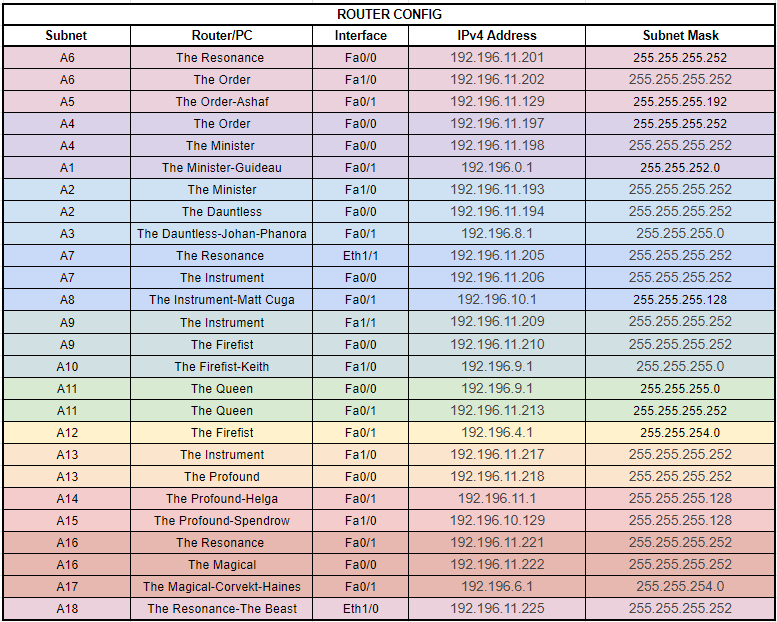 ROUTER CONFIG
Subnet Router/PC Interface IPv4 Address Subnet Mask
A6 The Resonance Fa0/0 192.196.11.201 255.255.255.252
A6 The Order Fa1/0 192.196.11.202 255.255.255.252
A5 The Order-Ashaf Fa0/1 192.196.11.129 255.255.255.192
A4 The Order Fa0/0 192.196.11.197 255.255.255.252
A4 The Minister Fa0/0 192.196.11.198 255.255.255.252
A1 The Minister-Guideau Fa0/1 192.196.0.1 255.255.252.0
A2 The Minister Fa1/0 192.196.11.193 255.255.255.252
A2 The Dauntless Fa0/0 192.196.11.194 255.255.255.252
A3 The Dauntless-Johan-Phanora Fa0/1 192.196.8.1 255.255.255.0
A7 The Resonance Eth1/1 192.196.11.205 255.255.255.252
A7 The Instrument Fa0/0 192.196.11.206 255.255.255.252
A8 The Instrument-Matt Cuga Fa0/1 192.196.10.1 255.255.255.128
A9 The Instrument Fa1/1 192.196.11.209 255.255.255.252
A9 The Firefist Fa0/0 192.196.11.210 255.255.255.252
A10 The Firefist-Keith Fa1/0 192.196.9.1 255.255.255.0
A11 The Queen Fa0/0 192.196.9.1 255.255.255.0
A11 The Queen Fa0/1 192.196.11.213 255.255.255.252
A12 The Firefist Fa0/1 192.196.4.1 255.255.254.0
A13 The Instrument Fa1/0 192.196.11.217 255.255.255.252
A13 The Profound Fa0/0 192.196.11.218 255.255.255.252
A14 The Profound-Helga Fa0/1 192.196.11.1 255.255.255.128
A15 The Profound-Spendrow Fa1/0 192.196.10.129 255.255.255.128
A16 The Resonance Fa0/1 192.196.11.221 255.255.255.252
A16 The Magical Fa0/0 192.196.11.222 255.255.255.252
A17 The Magical-Corvekt-Haines Fa0/1 192.196.6.1 255.255.254.0
A18 The Resonance-The Beast Eth1/0 192.196.11.225 255.255.255.252